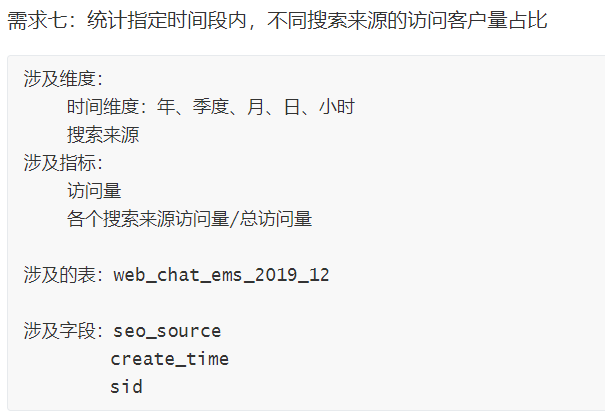 需求七：统计指定时间段内，不同搜索来源的访问客户量占比
涉及维度：
时间维度：年、季度、月、日、小时
搜索来源
涉及指标：
访问量
各个搜索来源访问量/总访问量
涉及的表：web_chat_ems_2019_12
涉及字段：seo_source
create_time
sid